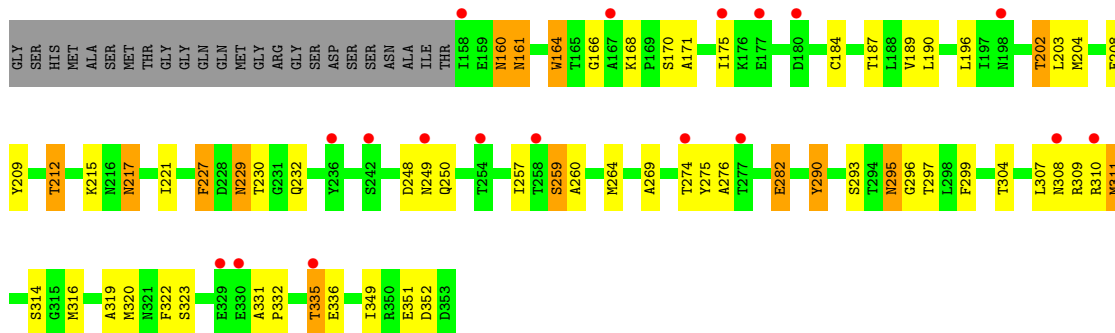 GLY SER HIS MET ALA SER MET THR GLY GLY GLN GLN MET GLY ARG GLY SER ASP SER SER ASN ALA ILE THR I158 E159 N160 N161 W164 T165 G166 A167 K168 P169 S170 A171 I175 K176 E177 D180 C184 T187 L188 V189 L190 L196 I197 N198 T202 L203 M204
Y209 T212 K215 N216 N217 I221 F227 D228 N229 T230 G231 Q232 Y236 S242 D248 N249 Q250 T254 I257 T258 S259 A260 M264 A269 T274 Y275 A276 T277 E282 Y290 S293 T294 N295 G296 T297 L298 F299 T304 L307 N308 R309 R310 M311
S314 G315 M316 A319 M320 N321 F322 S323 E329 E330 A331 P332 T335 E336 I349 R350 E351 D352 D353